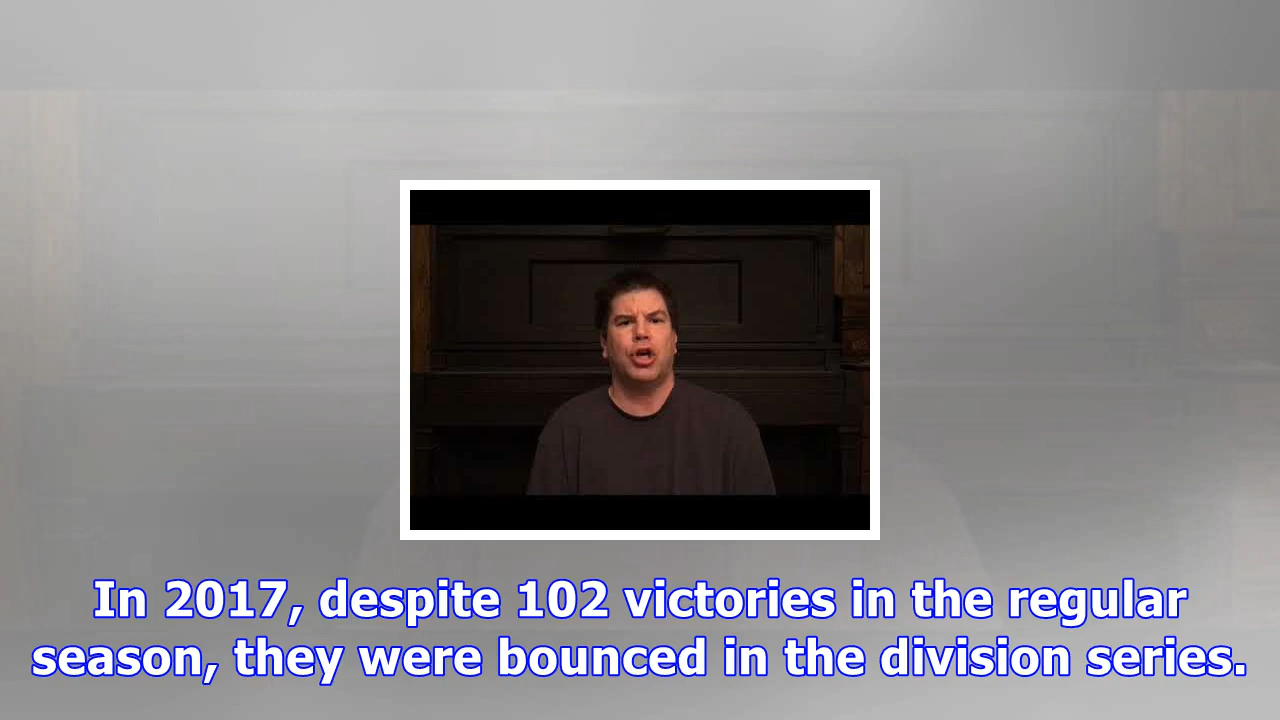 In 2017, despite 102 victories in the regular
season, they were bounced in the division series.